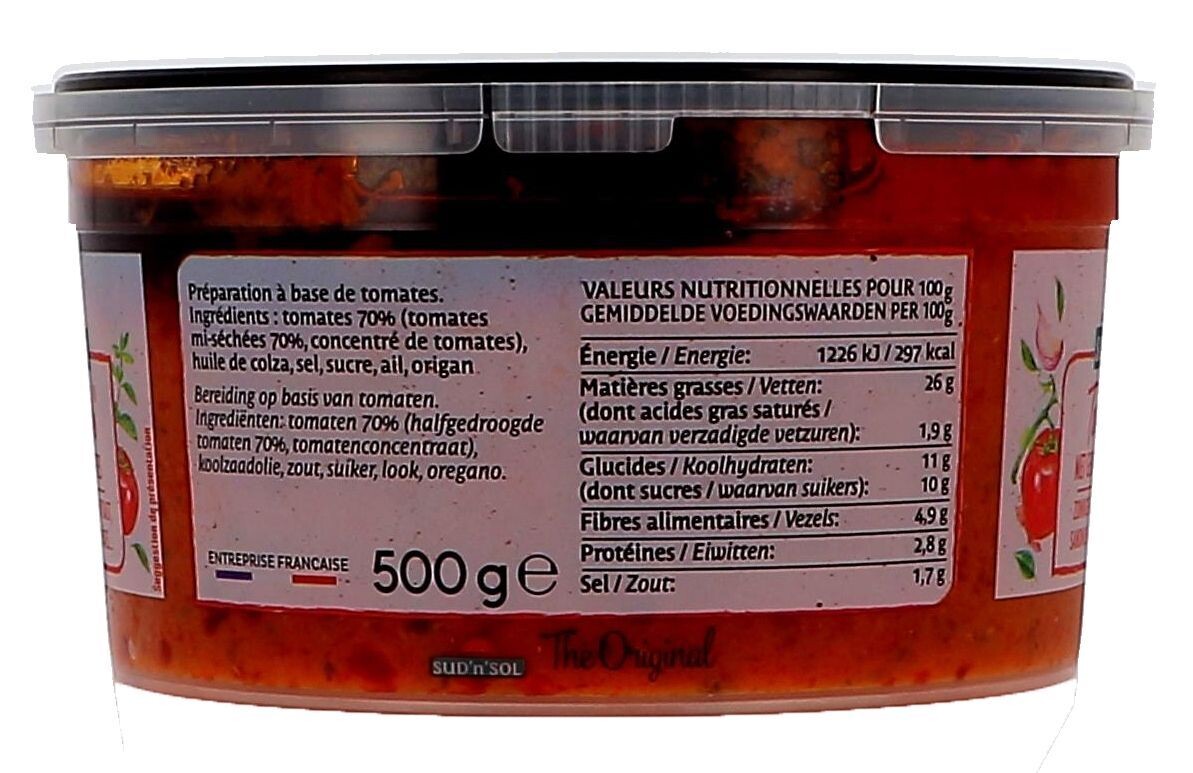 Préparation à base de tomates.
Ingrédients : tomates 70% (tomates
mi-séchées 70%, concentré de tomates),
huile de colza, sel, sucre, ail, origan
Bereiding op basis van tomaten.
Ingrediënten: tomaten 70% (halfgedroogde
tomaten 70%, tomatenconcentraat),
koolzaadolie, zout, suiker, look, oregano.
ENTREPRISE FRANCAISE
500 g e
VALEURS NUTRITIONNELLES POUR 100g
GEMIDDELDE VOEDINGSWAARDEN PER 100g
Énergie / Energie: 1226 kJ / 297 kcal
Matières grasses / Vetten: 26 g
(dont acides gras saturés /
waarvan verzadigde vetzuren): 1,9 g
Glucides / Koolhydraten: 11 g
(dont sucres / waarvan suikers): 10 g
Fibres alimentaires / Vezels: 4,9 g
Protéines / Eiwitten: 2,8 g
Sel / Zout: 1,7 g
Suggestion de présentation
SUD'n'SOL
The Original